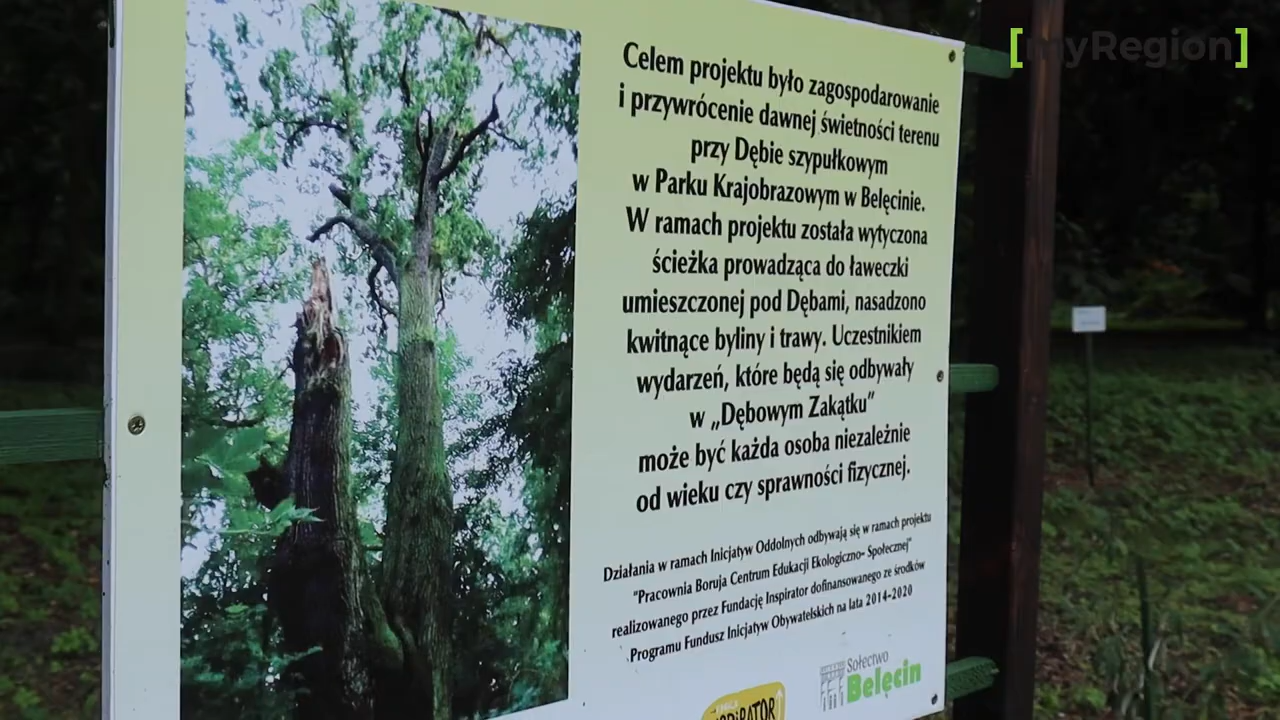 [myRegion]
Celem projektu było zagospodarowanie
i przywrócenie dawnej świetności terenu
przy Dębie szypułkowym
w Parku Krajobrazowym w Belęcinie.
W ramach projektu została wytyczona
ścieżka prowadząca do ławeczki
umieszczonej pod Dębami, nasadzono
kwitnące byliny i trawy. Uczestnikiem
wydarzeń, które będą się odbywały
w „Dębowym Zakątku”
może być każda osoba niezależnie
od wieku czy sprawności fizycznej.
Działania w ramach Inicjatyw Oddolnych odbywają się w ramach projektu
"Pracownia Boruja Centrum Edukacji Ekologiczno- Społecznej"
realizowanego przez Fundację Inspirator dofinansowanego ze środków
Programu Fundusz Inicjatyw Obywatelskich na lata 2014-2020
Sołectwo
Belęcin